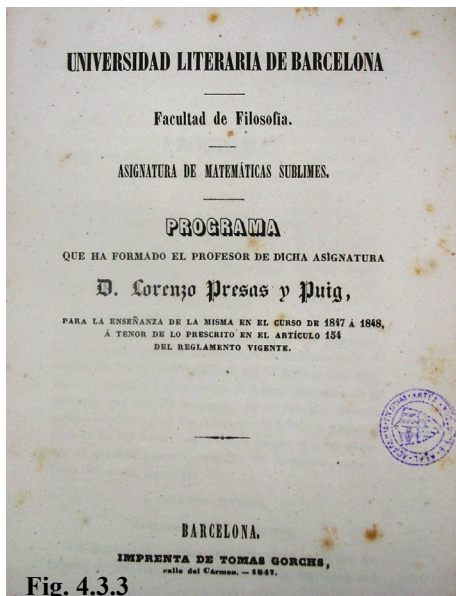 UNIVERSIDAD LITERARIA DE BARCELONA
Facultad de Filosofía.
ASIGNATURA DE MATEMÁTICAS SUBLIMES.
PROGRAMA
QUE HA FORMADO EL PROFESOR DE DICHA ASIGNATURA
D. Lorenzo Presas y Puig,
PARA LA ENSEÑANZA DE LA MISMA EN EL CURSO DE 1847 Á 1848,
Á TENOR DE LO PRESCRITO EN EL ARTÍCULO 154
DEL REGLAMENTO VIGENTE.
BARCELONA.
IMPRENTA DE TOMAS GORCHS,
calle del Cármen. — 1847.
Fig. 4.3.3